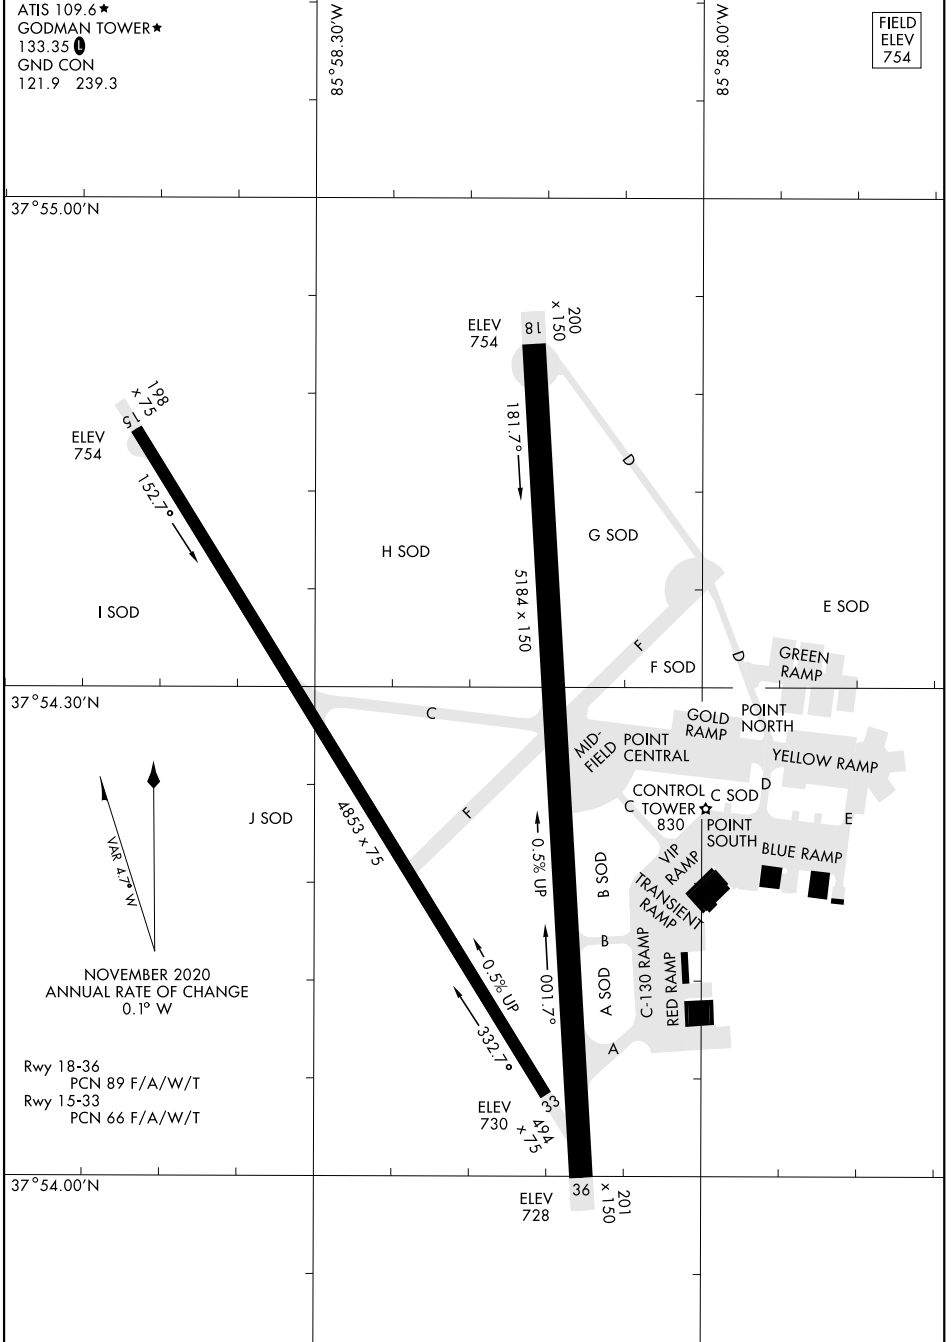 ATIS 109.6★
GODMAN TOWER★
133.35 L
GND CON
121.9 239.3
85°58.30'W
85°58.00'W
FIELD
ELEV
754
37°55.00'N
ELEV
754
18
200
x 150
198
x 75
15
ELEV
754
181.7°
152.7°
D
H SOD
G SOD
5184 x 150
I SOD
E SOD
F
F SOD
D
GREEN
RAMP
37°54.30'N
C
GOLD
RAMP
POINT
NORTH
MID-
FIELD
POINT
CENTRAL
YELLOW RAMP
CONTROL
TOWER
830
C SOD
D
C
E
J SOD
F
POINT
SOUTH
VAR 4.7° W
4853 x 75
0.5% UP
BLUE RAMP
VIP
RAMP
B SOD
TRANSIENT
RAMP
B
C-130 RAMP
RED RAMP
A SOD
001.7°
0.5% UP
332.7°
NOVEMBER 2020
ANNUAL RATE OF CHANGE
0.1° W
A
Rwy 18-36
PCN 89 F/A/W/T
Rwy 15-33
PCN 66 F/A/W/T
ELEV
730
33
494
x 75
37°54.00'N
36
ELEV
728
201
x 150